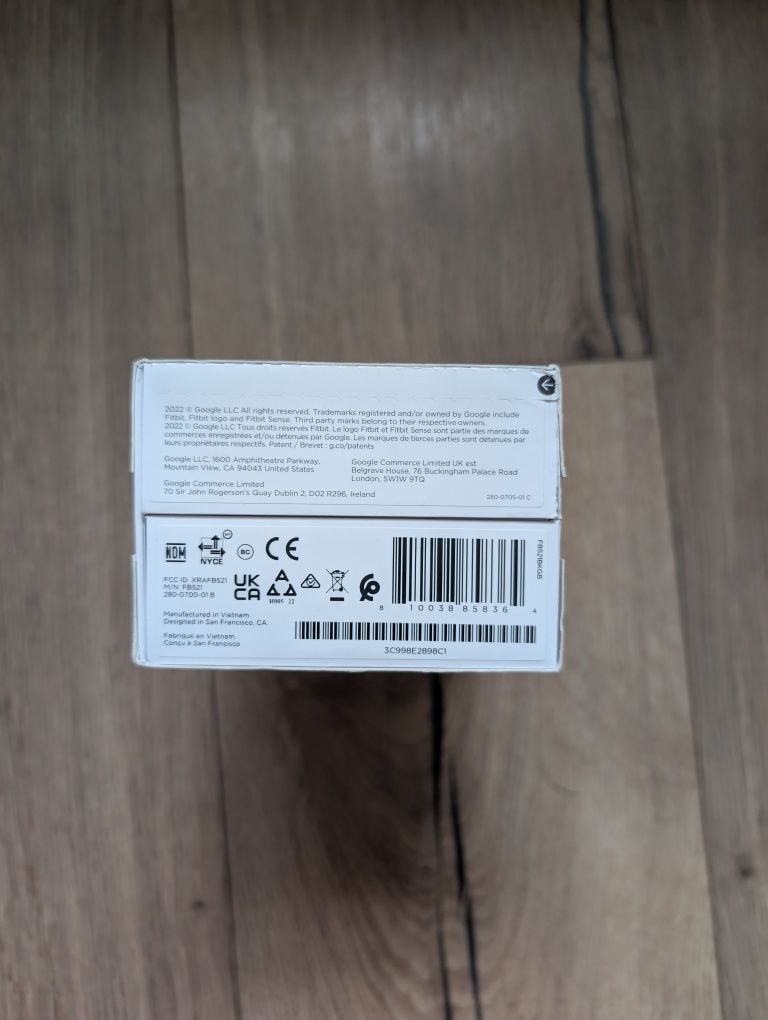 2022 © Google LLC All rights reserved. Trademarks registered and/or owned by Google include
Fitbit, Fitbit logo and Fitbit Sense. Third party marks belong to their respective owners.
2022 © Google LLC Tous droits réservés Fitbit. Le logo Fitbit et Fitbit Sense sont partie des marques de
commerces enregistrées et/ou détenues par Google. Les marques de tierces parties sont détenues par
leurs propriétaires respectifs. Patent / Brevet : g.co/patents
Google LLC, 1600 Amphitheatre Parkway,
Mountain View, CA 94043 United States
Google Commerce Limited
70 Sir John Rogerson's Quay Dublin 2, D02 R296, Ireland
Google Commerce Limited UK est
Belgrave House, 76 Buckingham Palace Road
London, SW1W 9TQ
280-0705-01 C
NOM
NYCE
BC
CE
FCC ID: XRAFB521
M/N: FB521
280-0700-01 B
UK
CA
10005 22
Manufactured in Vietnam
Designed in San Francisco, CA.
Fabriqué en Vietnam.
Conçu à San Francisco
8 10038 85836 4
FB521BKGB
3C998E2898C1